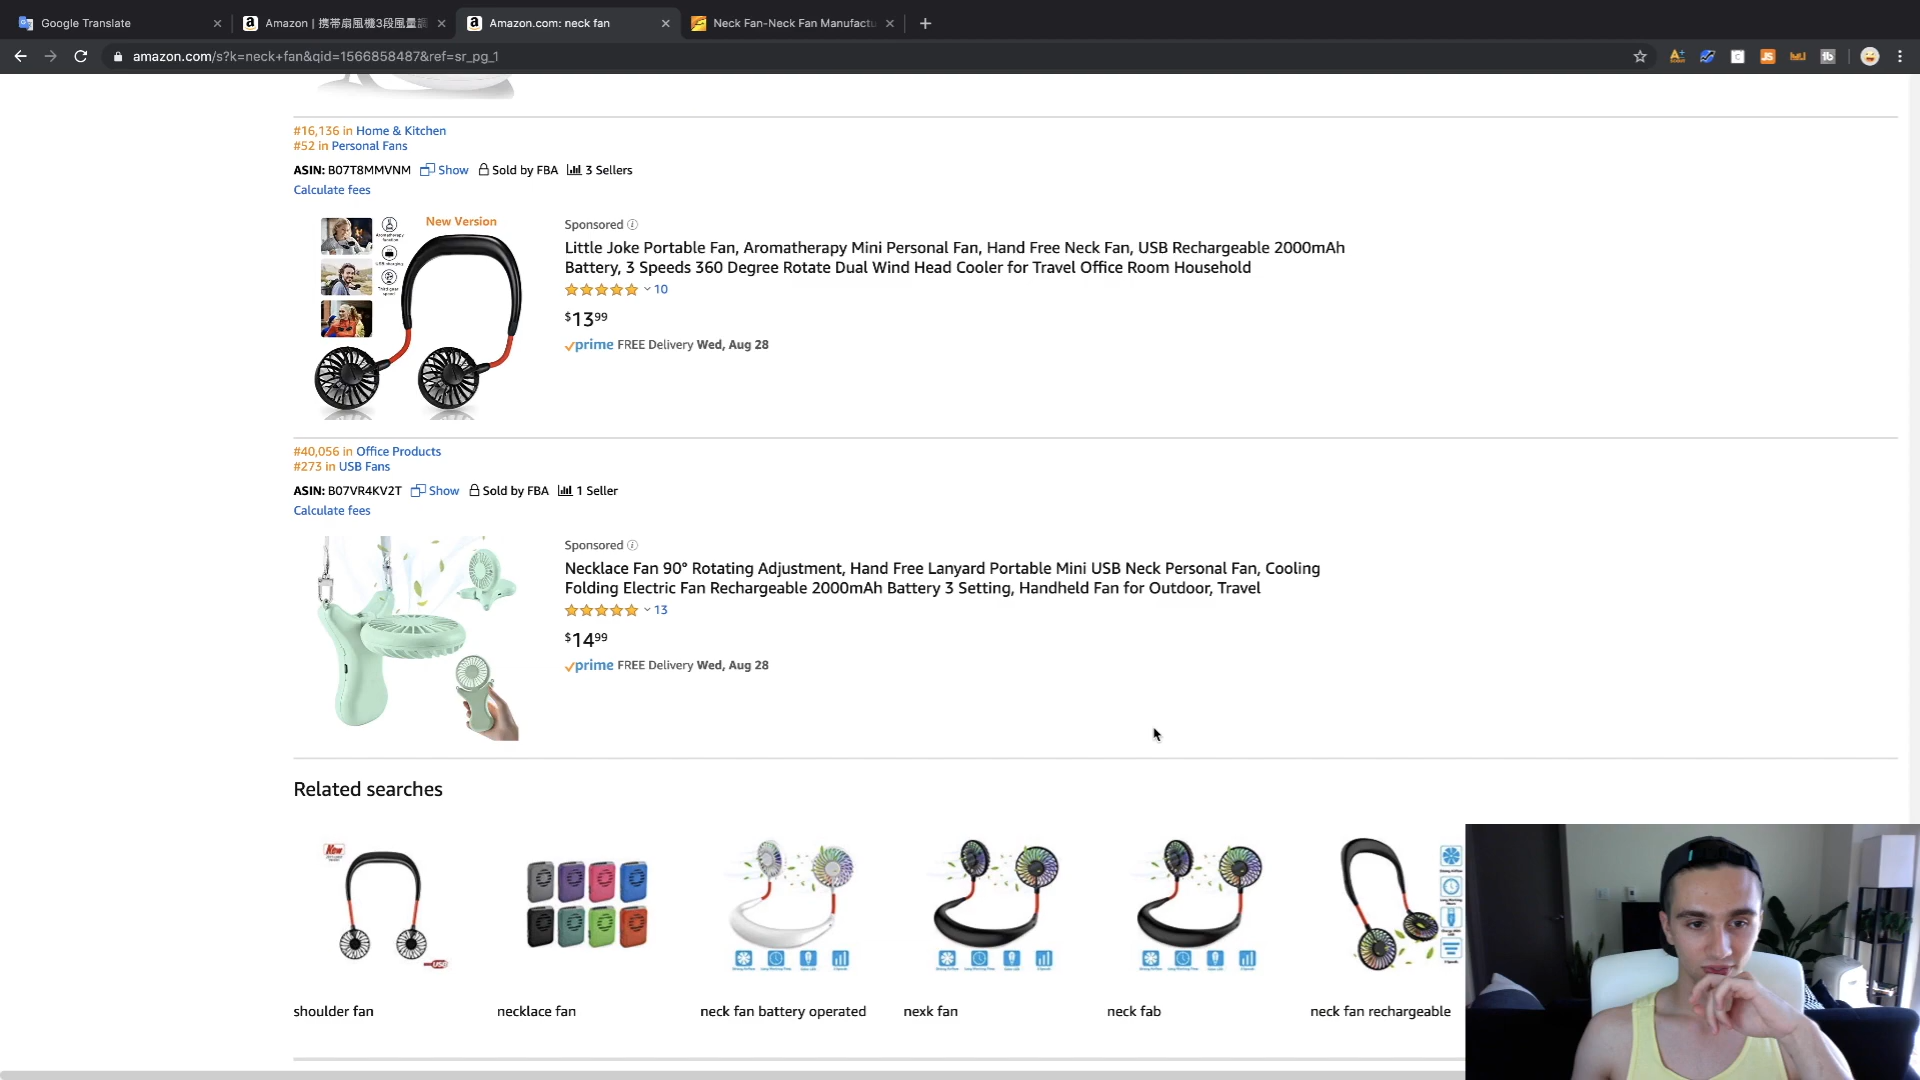 Google Translate
Amazon | 携帯扇風機3段風量調
Amazon.com: neck fan
Neck Fan-Neck Fan Manufactu
amazon.com/s?k=neck+fan&qid=1566858487&ref=sr_pg_1
#16,136 in Home & Kitchen
#52 in Personal Fans
ASIN: B07T8MMVNM Show Sold by FBA 3 Sellers
Calculate fees
New Version
Sponsored
Little Joke Portable Fan, Aromatherapy Mini Personal Fan, Hand Free Neck Fan, USB Rechargeable 2000mAh
Battery, 3 Speeds 360 Degree Rotate Dual Wind Head Cooler for Travel Office Room Household
10
$1399
prime FREE Delivery Wed, Aug 28
#40,056 in Office Products
#273 in USB Fans
ASIN: B07VR4KV2T Show Sold by FBA 1 Seller
Calculate fees
Sponsored
Necklace Fan 90° Rotating Adjustment, Hand Free Lanyard Portable Mini USB Neck Personal Fan, Cooling
Folding Electric Fan Rechargeable 2000mAh Battery 3 Setting, Handheld Fan for Outdoor, Travel
13
$1499
prime FREE Delivery Wed, Aug 28
Related searches
New
USB
shoulder fan
necklace fan
neck fan battery operated
nexk fan
neck fab
neck fan rechargeable